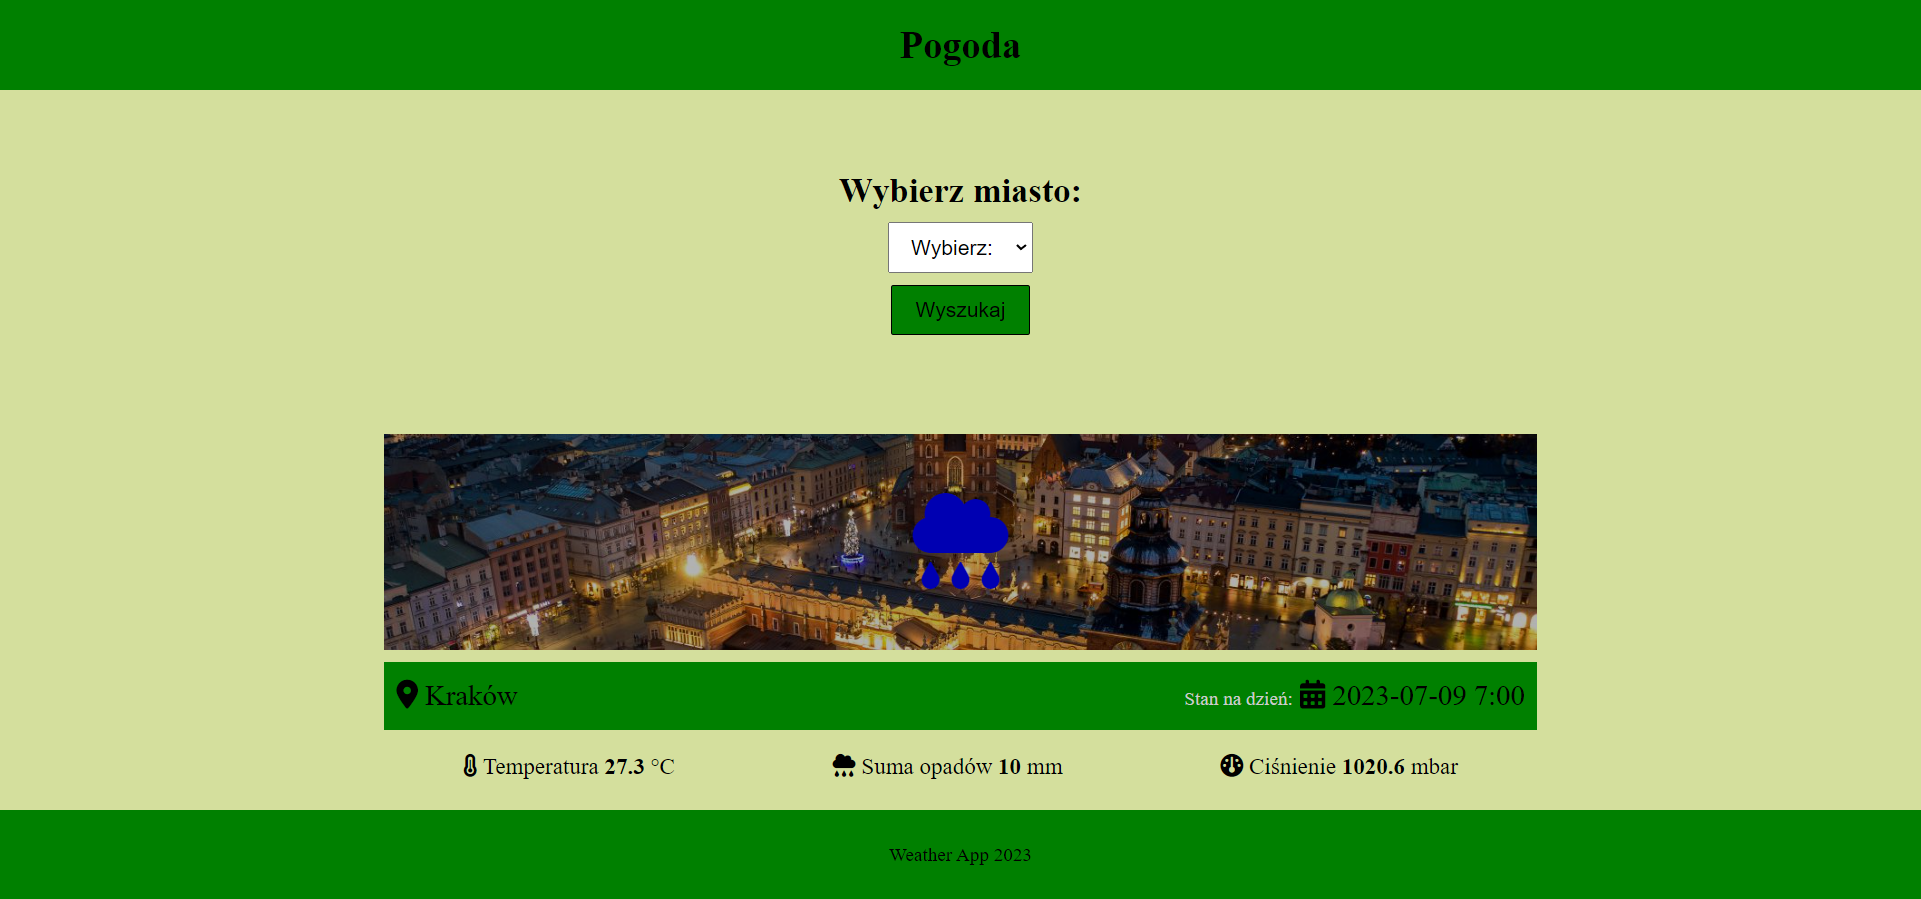 Pogoda
Wybierz miasto:
Wybierz:
Wyszukaj
Kraków
Stan na dzień: 2023-07-09 7:00
Temperatura 27.3 °C
Suma opadów 10 mm
Ciśnienie 1020.6 mbar
Weather App 2023